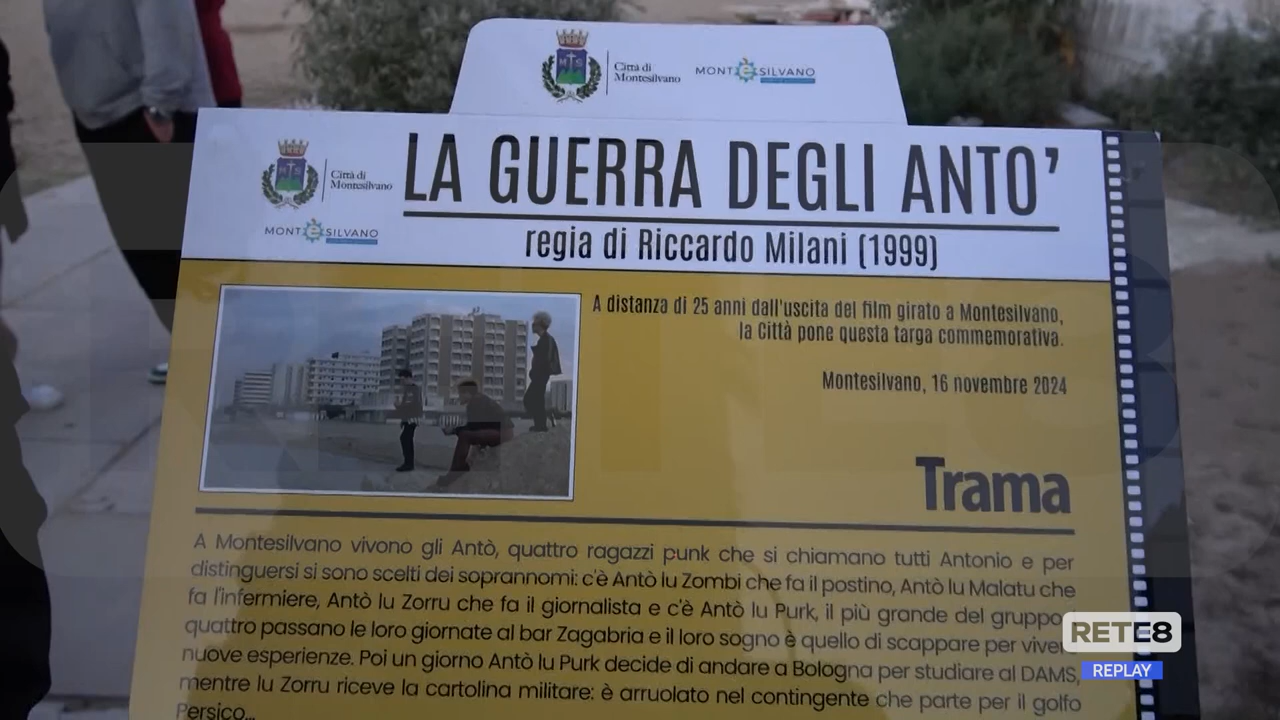 Città di
Montesilvano
MONTESILVANO
Città di
Montesilvano
MONTESILVANO
LA GUERRA DEGLI ANTO'
regia di Riccardo Milani (1999)
A distanza di 25 anni dall'uscita del film girato a Montesilvano,
la Città pone questa targa commemorativa.
Montesilvano, 16 novembre 2024
Trama
A Montesilvano vivono gli Antò, quattro ragazzi punk che si chiamano tutti Antonio e per
distinguersi si sono scelti dei soprannomi: c'è Antò lu Zombi che fa il postino, Antò lu Malatu che
fa l'infermiere, Antò lu Zorru che fa il giornalista e c'è Antò lu Purk, il più grande del gruppo
quattro passano le loro giornate al bar Zagabria e il loro sogno è quello di scappare per
nuove esperienze. Poi un giorno Antò lu Purk decide di andare a Bologna per studiare al DAMS,
mentre lu Zorru riceve la cartolina militare: è arruolato nel contingente che parte per il golfo
Persico...
RETE8
REPLAY